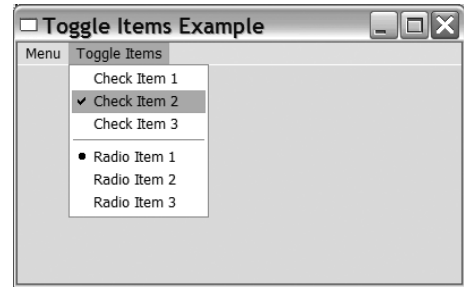 Toggle Items Example
Menu Toggle Items
Check Item 1
Check Item 2
Check Item 3
Radio Item 1
Radio Item 2
Radio Item 3